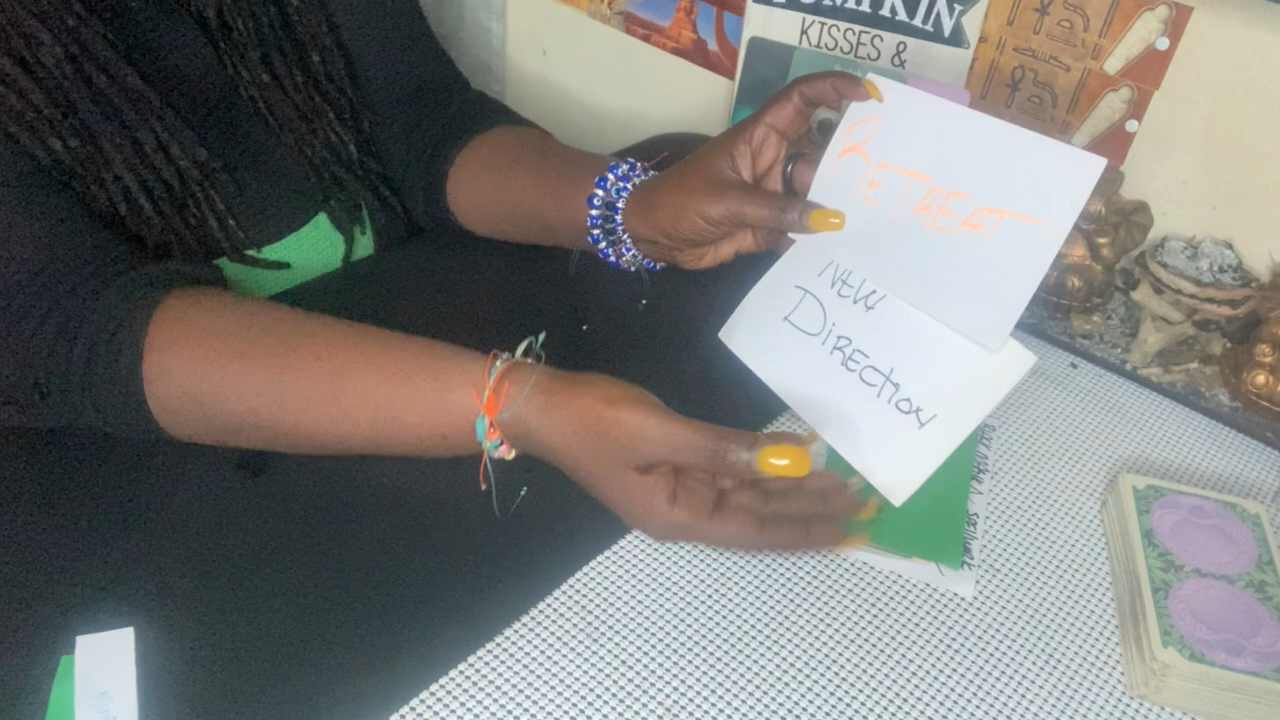 PUMPKIN
KISSES &
RETREAT
NEW
DIRECTION